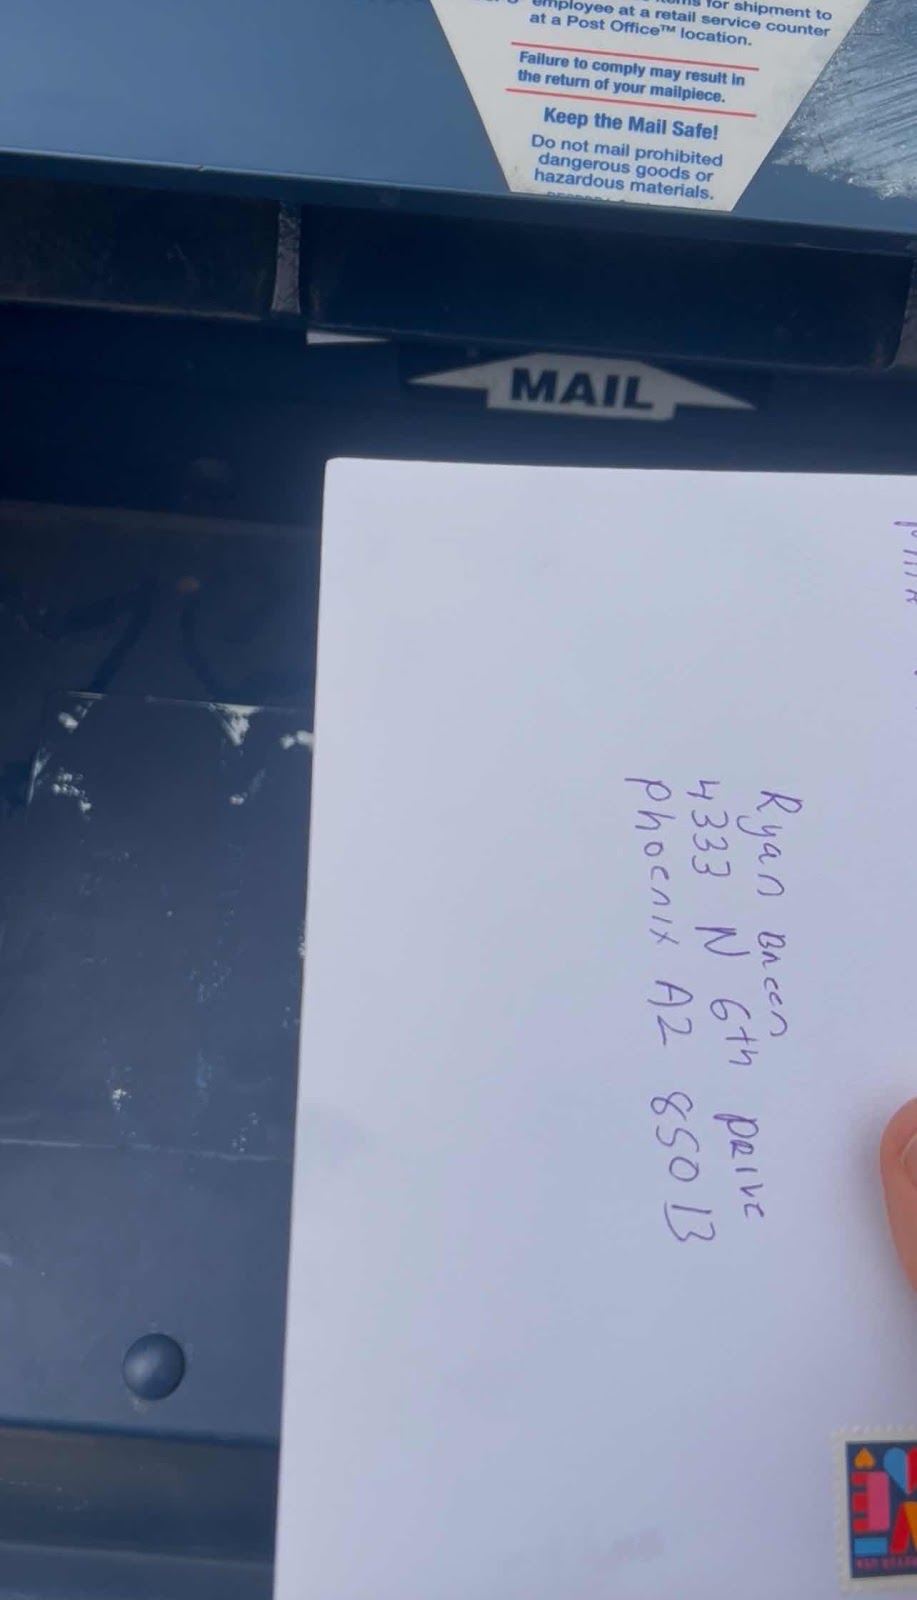 employee at a retail service counter
at a Post Office™ location.
Failure to comply may result in
the return of your mailpiece.
Keep the Mail Safe!
Do not mail prohibited
dangerous goods or
hazardous materials.
MAIL
Ryan Breen
4333 N 6th DRIVE
Phoenix AZ 85013